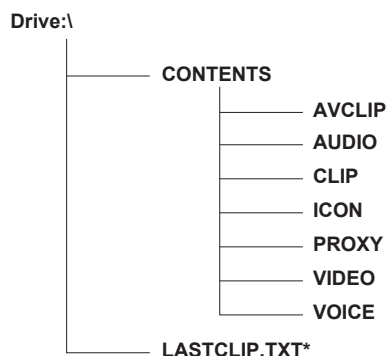 Drive:\
CONTENTS
AVCLIP
AUDIO
CLIP
ICON
PROXY
VIDEO
VOICE
LASTCLIP.TXT*